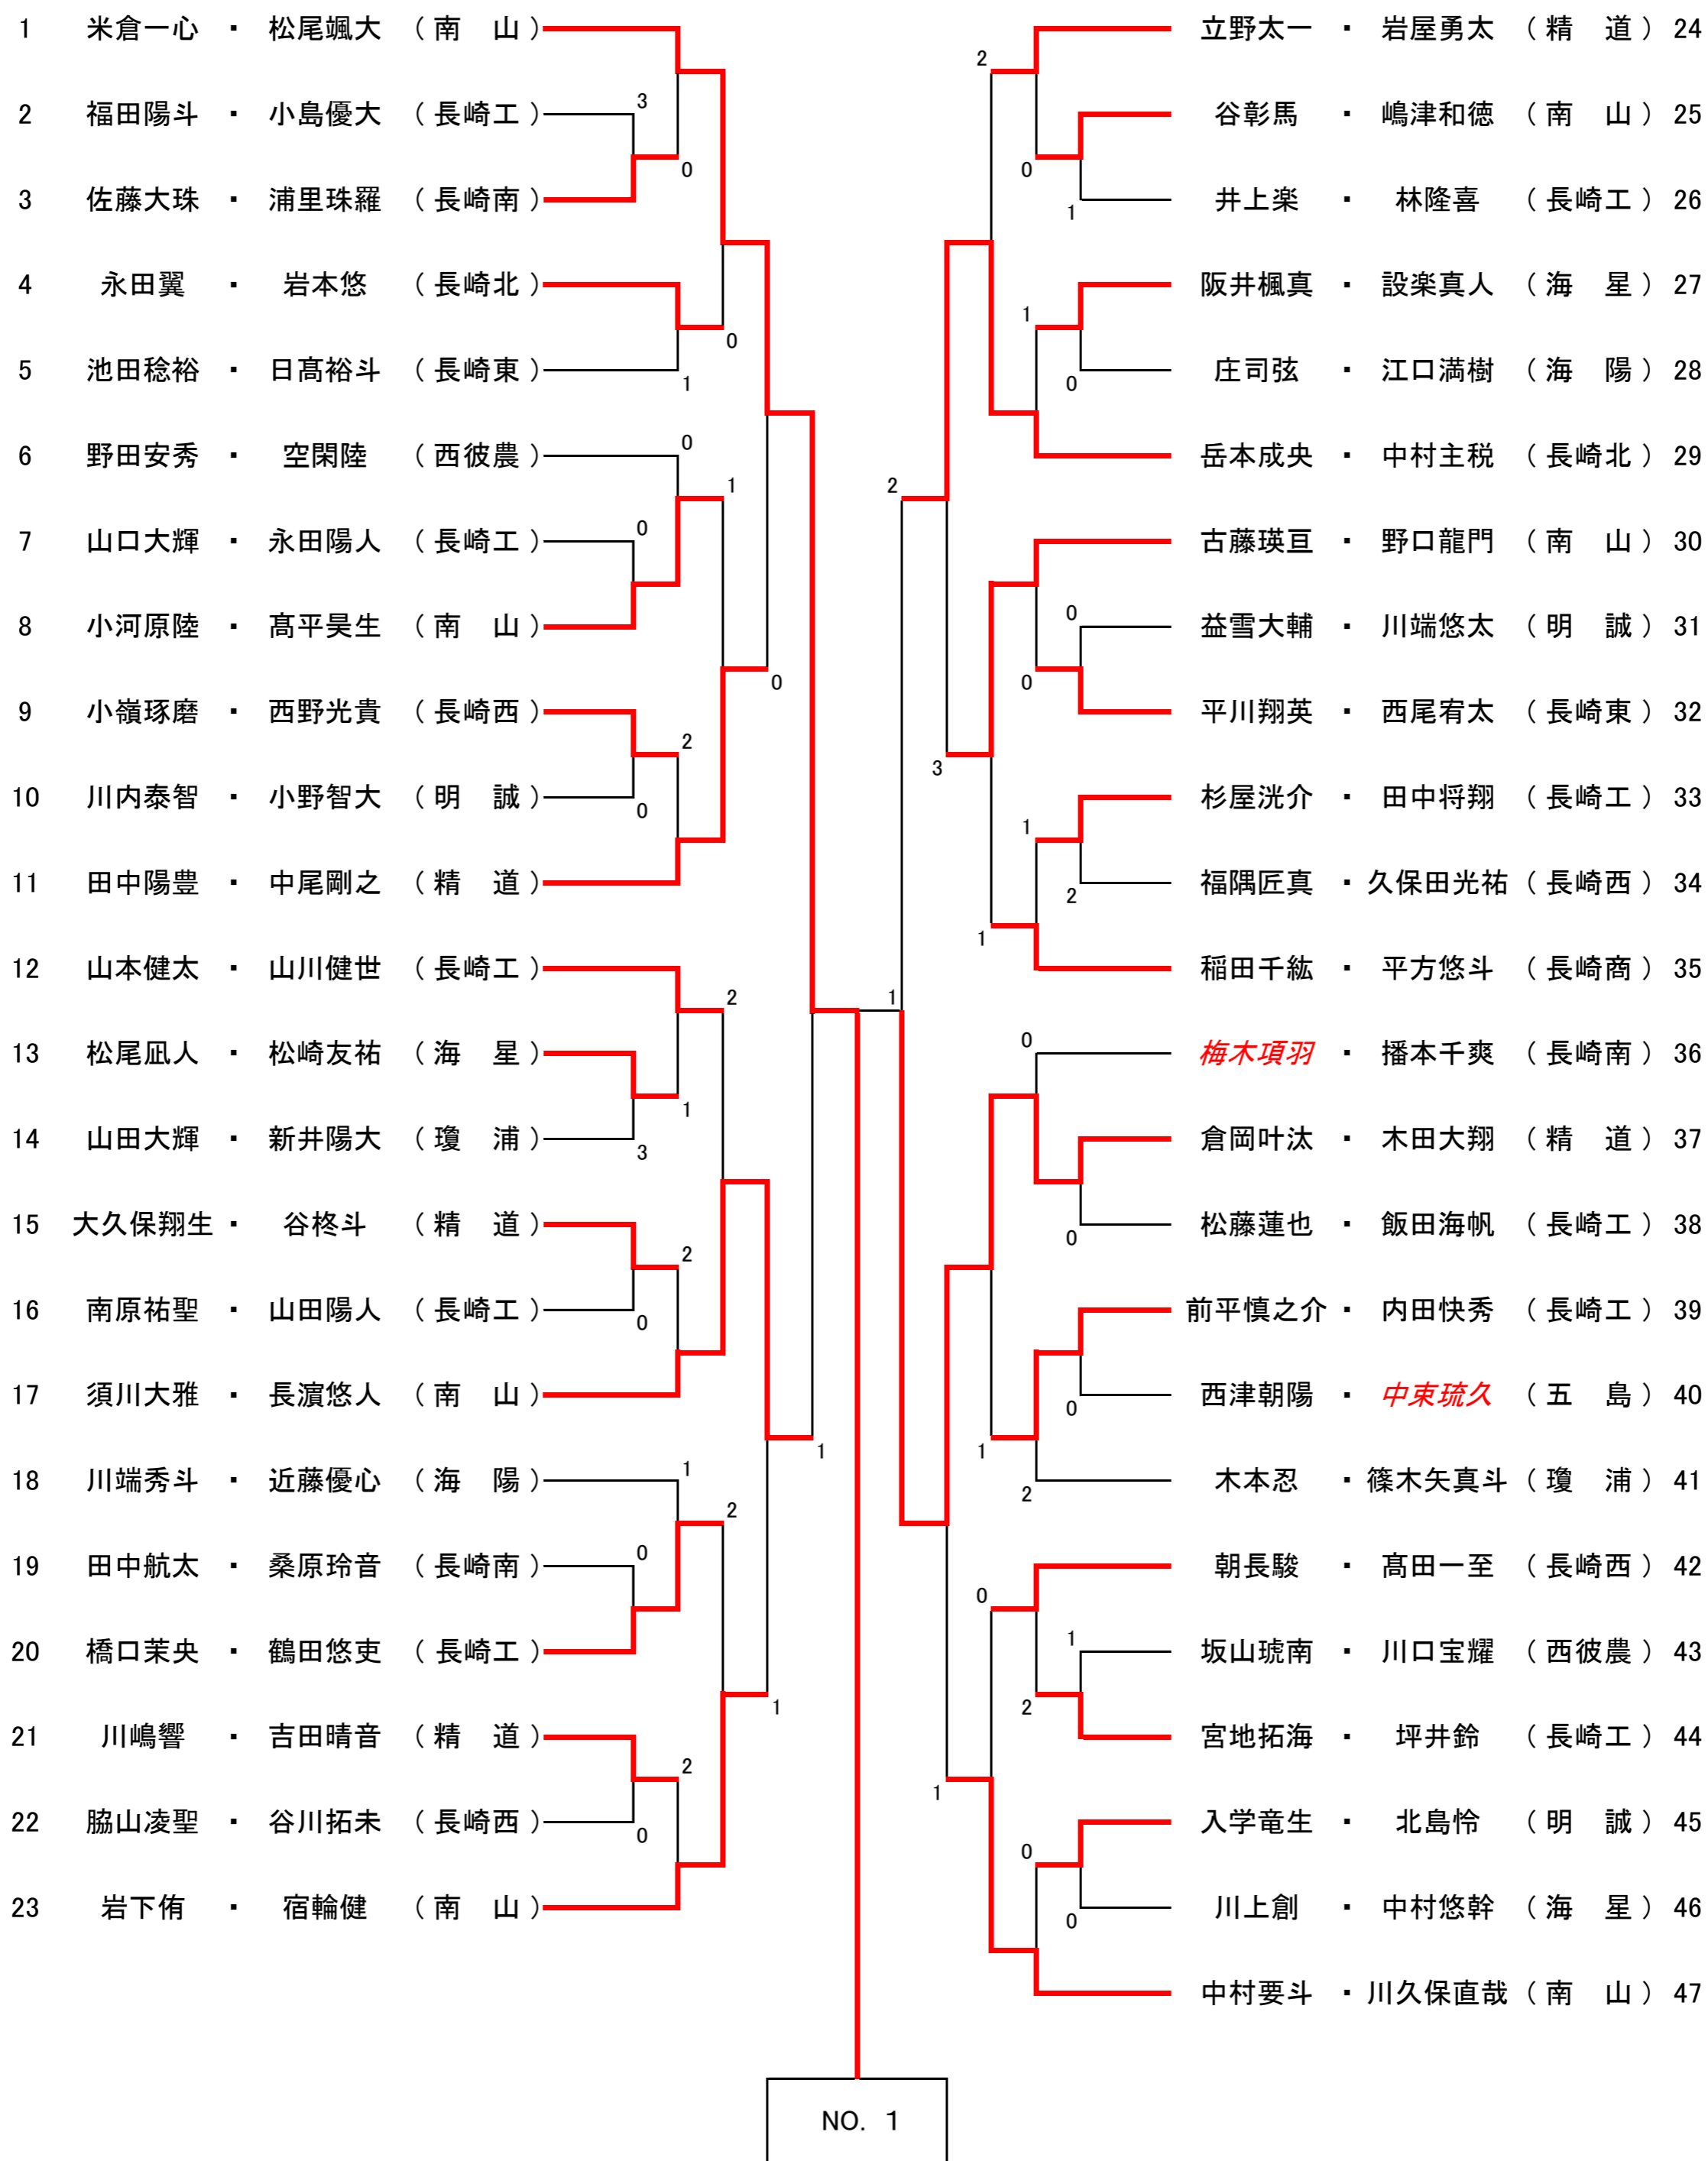 1 米倉一心 ・ 松尾颯大 （ 南 山 ）
2 福田陽斗 ・ 小島優大 （ 長崎工 ）
3 佐藤大珠 ・ 浦里珠羅 （ 長崎南 ）
4 永田翼 ・ 岩本悠 （ 長崎北 ）
5 池田稔裕 ・ 日髙裕斗 （ 長崎東 ）
6 野田安秀 ・ 空閑陸 （ 西彼農 ）
7 山口大輝 ・ 永田陽人 （ 長崎工 ）
8 小河原陸 ・ 髙平昊生 （ 南 山 ）
9 小嶺琢磨 ・ 西野光貴 （ 長崎西 ）
10 川内泰智 ・ 小野智大 （ 明 誠 ）
11 田中陽豊 ・ 中尾剛之 （ 精 道 ）
12 山本健太 ・ 山川健世 （ 長崎工 ）
13 松尾凪人 ・ 松崎友祐 （ 海 星 ）
14 山田大輝 ・ 新井陽大 （ 瓊 浦 ）
15 大久保翔生 ・ 谷柊斗 （ 精 道 ）
16 南原祐聖 ・ 山田陽人 （ 長崎工 ）
17 須川大雅 ・ 長濵悠人 （ 南 山 ）
18 川端秀斗 ・ 近藤優心 （ 海 陽 ）
19 田中航太 ・ 桑原玲音 （ 長崎南 ）
20 橋口茉央 ・ 鶴田悠吏 （ 長崎工 ）
21 川嶋響 ・ 吉田晴音 （ 精 道 ）
22 脇山凌聖 ・ 谷川拓未 （ 長崎西 ）
23 岩下侑 ・ 宿輪健 （ 南 山 ）
3
0
0
1
0
1
0
0
2
0
2
1
3
2
0
1
1
2
0
1
2
0
1
2
2
0
1
1
0
0
0
3
1
2
1
0
0
1
0
2
0
1
2
1
0
0
立野太一 ・ 岩屋勇太 （ 精 道 ） 24
谷彰馬 ・ 嶋津和徳 （ 南 山 ） 25
井上楽 ・ 林隆喜 （ 長崎工 ） 26
阪井楓真 ・ 設楽真人 （ 海 星 ） 27
庄司弦 ・ 江口満樹 （ 海 陽 ） 28
岳本成央 ・ 中村主税 （ 長崎北 ） 29
古藤瑛亘 ・ 野口龍門 （ 南 山 ） 30
益雪大輔 ・ 川端悠太 （ 明 誠 ） 31
平川翔英 ・ 西尾宥太 （ 長崎東 ） 32
杉屋洸介 ・ 田中将翔 （ 長崎工 ） 33
福隅匠真 ・ 久保田光祐 （ 長崎西 ） 34
稲田千紘 ・ 平方悠斗 （ 長崎商 ） 35
梅木項羽 ・ 播本千爽 （ 長崎南 ） 36
倉岡叶汰 ・ 木田大翔 （ 精 道 ） 37
松藤蓮也 ・ 飯田海帆 （ 長崎工 ） 38
前平慎之介 ・ 内田快秀 （ 長崎工 ） 39
西津朝陽 ・ 中束琉久 （ 五 島 ） 40
木本忍 ・ 篠木矢真斗 （ 瓊 浦 ） 41
朝長駿 ・ 髙田一至 （ 長崎西 ） 42
坂山琥南 ・ 川口宝耀 （ 西彼農 ） 43
宮地拓海 ・ 坪井鈴 （ 長崎工 ） 44
入学竜生 ・ 北島怜 （ 明 誠 ） 45
川上創 ・ 中村悠幹 （ 海 星 ） 46
中村要斗 ・ 川久保直哉 （ 南 山 ） 47
NO. 1